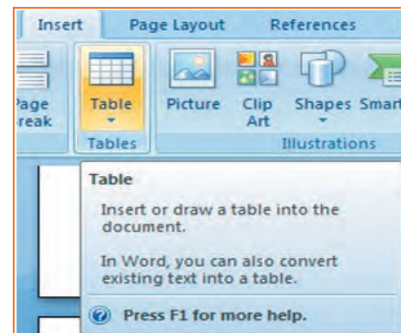 Insert Page Layout References
Page Break
Table
Picture
Clip Art
Shapes
Smart
Tables
Illustrations
Table
Insert or draw a table into the
document.
In Word, you can also convert
existing text into a table.
Press F1 for more help.